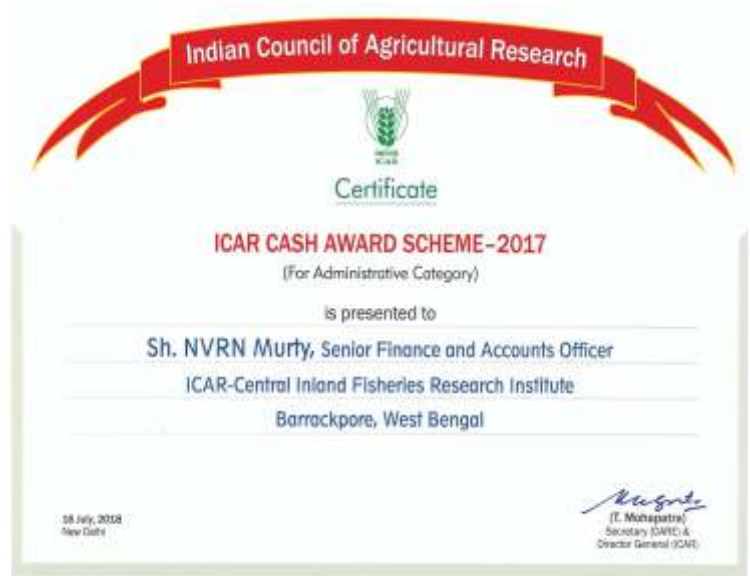 Indian Council of Agricultural Research
ICAR
Certificate
ICAR CASH AWARD SCHEME–2017
(For Administrative Category)
is presented to
Sh. NVRN Murty, Senior Finance and Accounts Officer
ICAR-Central Inland Fisheries Research Institute
Barrackpore, West Bengal
(T. Mohapatra)
July, 2018
Secretary (DARE) &
New Delhi
Director General (ICAR)